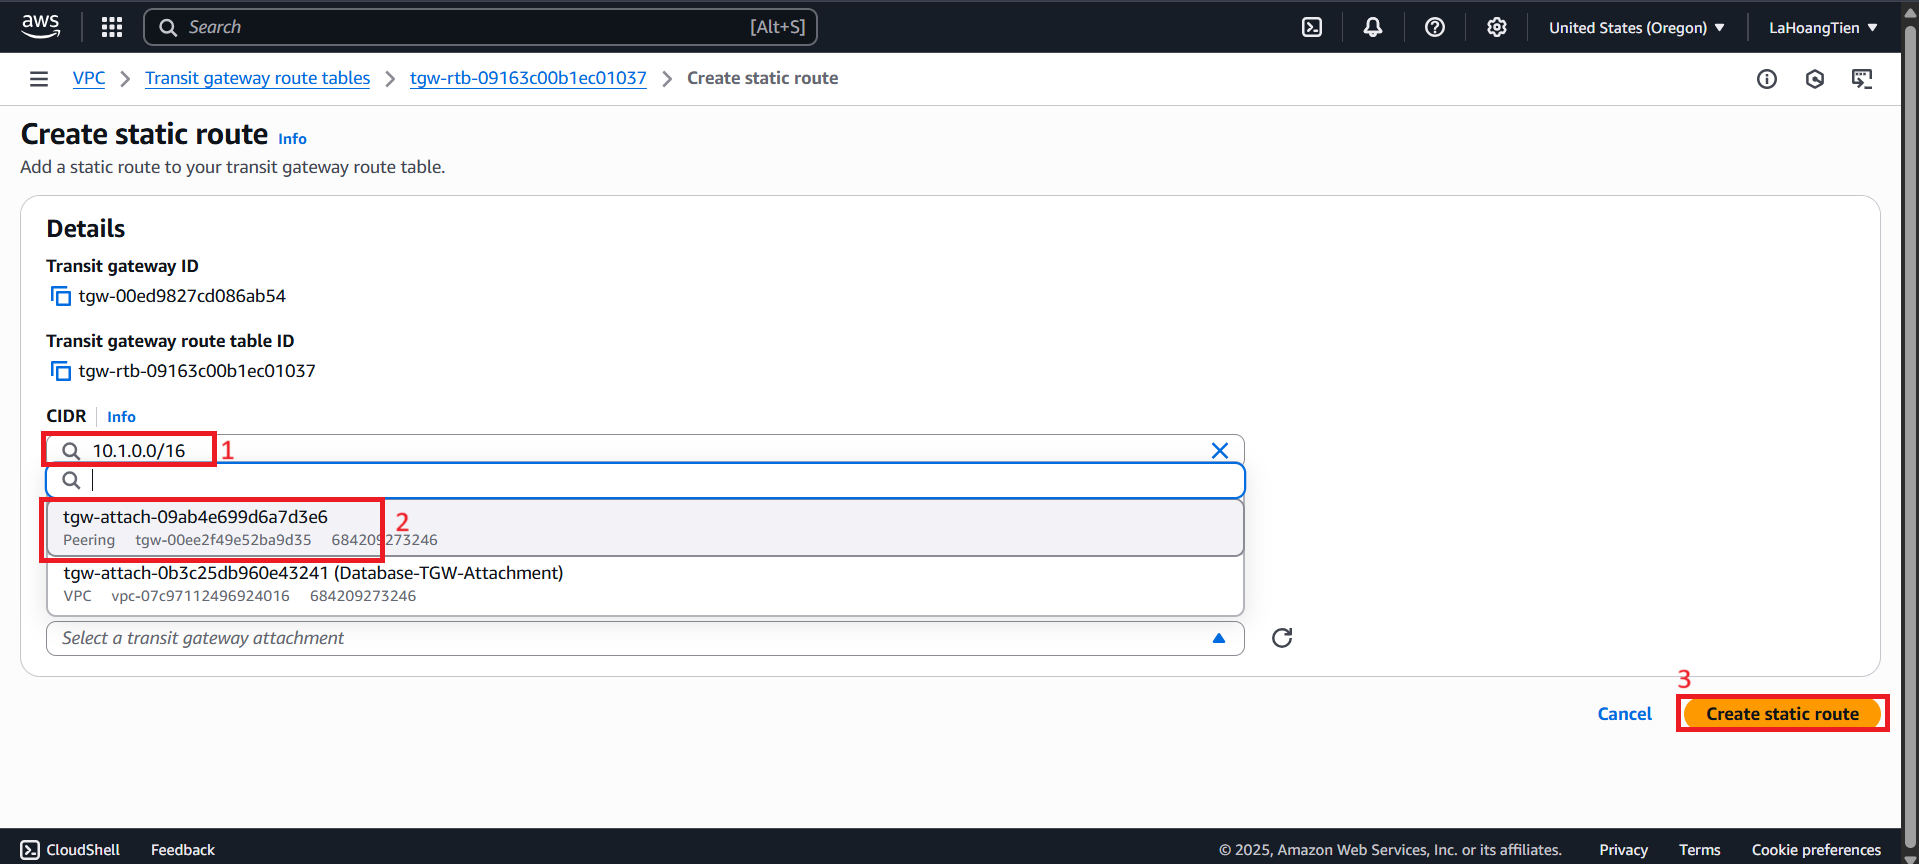 aws
Search [Alt+S]
United States (Oregon)
LaHoangTien
VPC
Transit gateway route tables
tgw-rtb-09163c00b1ec01037
Create static route
Create static route Info
Add a static route to your transit gateway route table.
Details
Transit gateway ID
tgw-00ed9827cd086ab54
Transit gateway route table ID
tgw-rtb-09163c00b1ec01037
CIDR Info
10.1.0.0/16 1
tgw-attach-09ab4e699d6a7d3e6 2
Peering tgw-00ee2f49e52ba9d35 684209273246
tgw-attach-0b3c25db960e43241 (Database-TGW-Attachment)
VPC vpc-07c97112496924016 684209273246
Select a transit gateway attachment
3
Cancel Create static route
CloudShell Feedback © 2025, Amazon Web Services, Inc. or its affiliates. Privacy Terms Cookie preferences